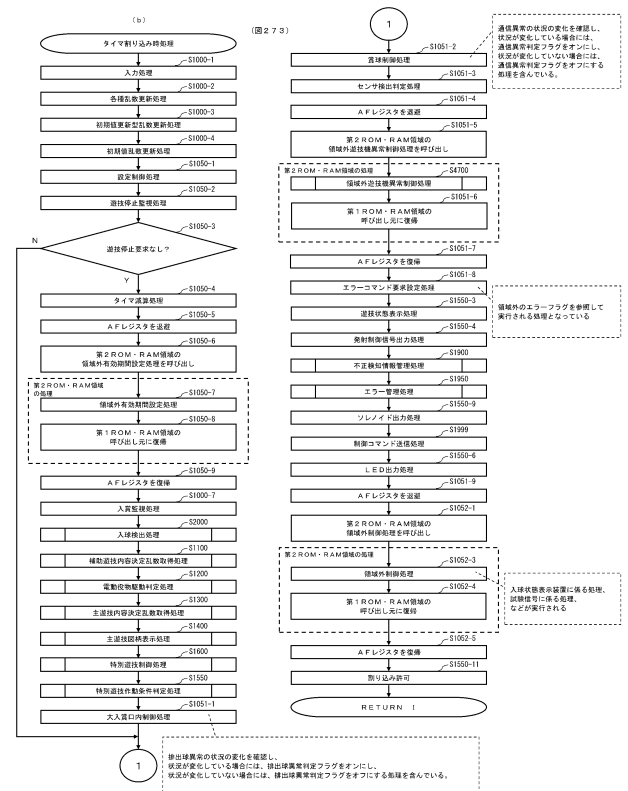 (b)
(図273)
タイマ割り込み時処理
S1000-1
入力処理
S1000-2
各種乱数更新処理
S1000-3
初期値更新型乱数更新処理
S1000-4
初期値乱数更新処理
S1050-1
設定制御処理
S1050-2
遊技停止監視処理
S1050-3
N
遊技停止要求なし?
Y
S1050-4
タイマ減算処理
S1050-5
AFレジスタを退避
S1050-6
第2ROM・RAM領域の
領域外有効期間設定処理を呼び出し
第2ROM・RAM領域
の処理
S1050-7
領域外有効期間設定処理
S1050-8
第1ROM・RAM領域の
呼び出し元に復帰
S1050-9
AFレジスタを復帰
S1000-7
入賞監視処理
S2000
入球検出処理
S1100
補助遊技内容決定乱数取得処理
S1200
電動役物駆動判定処理
S1300
主遊技内容決定乱数取得処理
S1400
主遊技図柄表示処理
S1600
特別遊技制御処理
S1550
特別遊技作動条件判定処理
S1051-1
大入賞口内制御処理
1
排出球異常の状況の変化を確認し、
状況が変化している場合には、排出球異常判定フラグをオンにし、
状況が変化していない場合には、排出球異常判定フラグをオフにする処理を含んでいる。
1
S1051-2
賞球制御処理
通信異常の状況の変化を確認し、
状況が変化している場合には、
通信異常判定フラグをオンにし、
状況が変化していない場合には、
通信異常判定フラグをオフにする
処理を含んでいる。
S1051-3
センサ検出判定処理
S1051-4
AFレジスタを退避
S1051-5
第2ROM・RAM領域の
領域外遊技機異常制御処理を呼び出し
第2ROM・RAM領域の処理
S4700
領域外遊技機異常制御処理
S1051-6
第1ROM・RAM領域の
呼び出し元に復帰
S1051-7
AFレジスタを復帰
S1051-8
エラーコマンド要求設定処理
領域外のエラーフラグを参照して
実行される処理となっている
S1550-3
遊技状態表示処理
S1550-4
発射制御信号出力処理
S1900
不正検知情報管理処理
S1950
エラー管理処理
S1550-9
ソレノイド出力処理
S1999
制御コマンド送信処理
S1550-6
LED出力処理
S1051-9
AFレジスタを退避
S1052-1
第2ROM・RAM領域の
領域外制御処理を呼び出し
第2ROM・RAM領域の処理
S1052-3
領域外制御処理
S1052-4
第1ROM・RAM領域の
呼び出し元に復帰
入球状態表示装置に係る処理、
試験信号に係る処理、
などが実行される
S1052-5
AFレジスタを復帰
S1550-11
割り込み許可
RETURN I